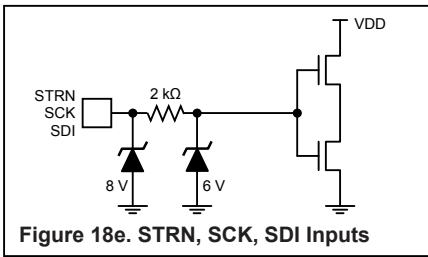 VDD
STRN
SCK
SDI
2 kΩ
8 V
6 V
Figure 18e. STRN, SCK, SDI Inputs